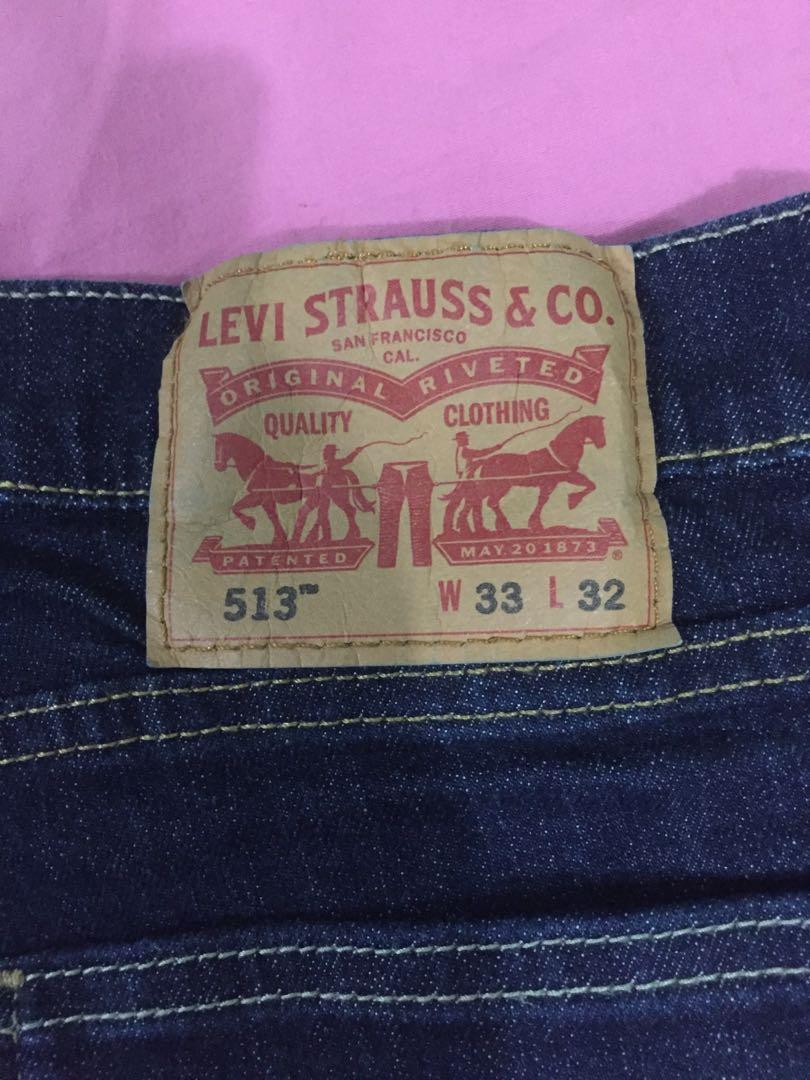 LEVI STRAUSS & CO.
SAN FRANCISCO
CAL.
ORIGINAL RIVETED
QUALITY CLOTHING
PATENTED MAY 20 1873 ®
513™ W 33 L 32